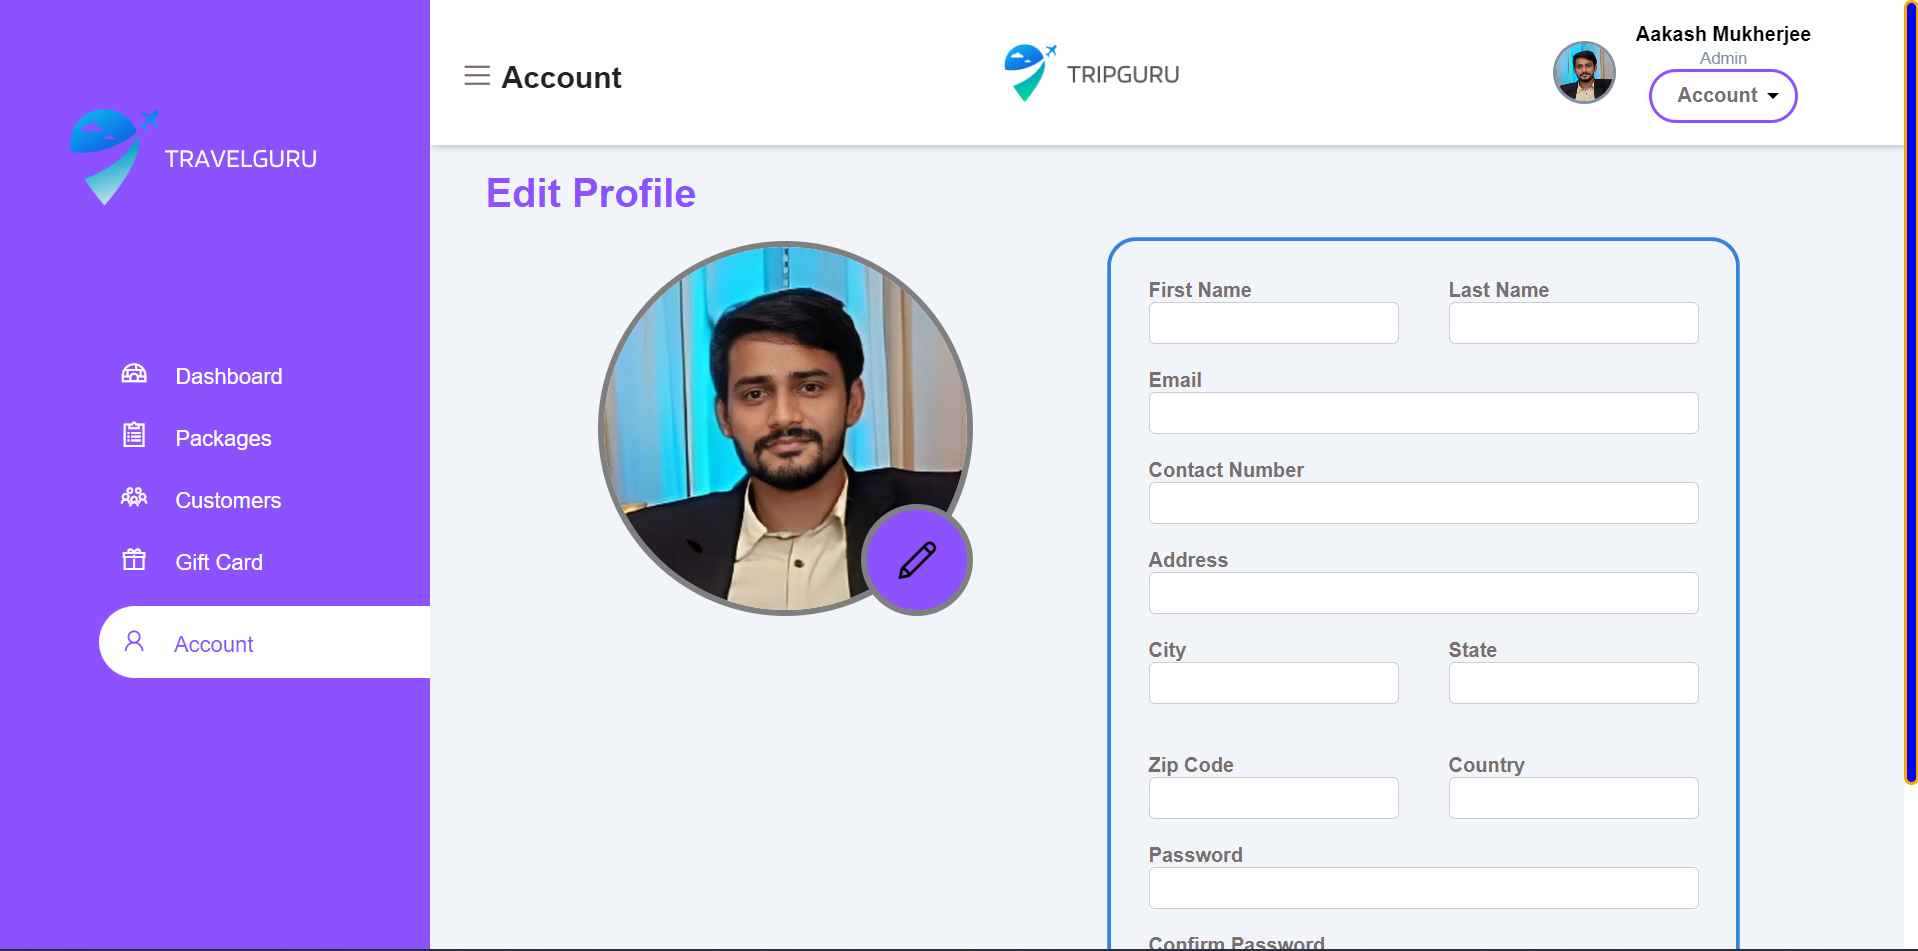 TRAVELGURU
Dashboard
Packages
Customers
Gift Card
Account
Account
TRIPGURU
Aakash Mukherjee
Admin
Account
Edit Profile
First Name
Last Name
Email
Contact Number
Address
City
State
Zip Code
Country
Password
Confirm Password